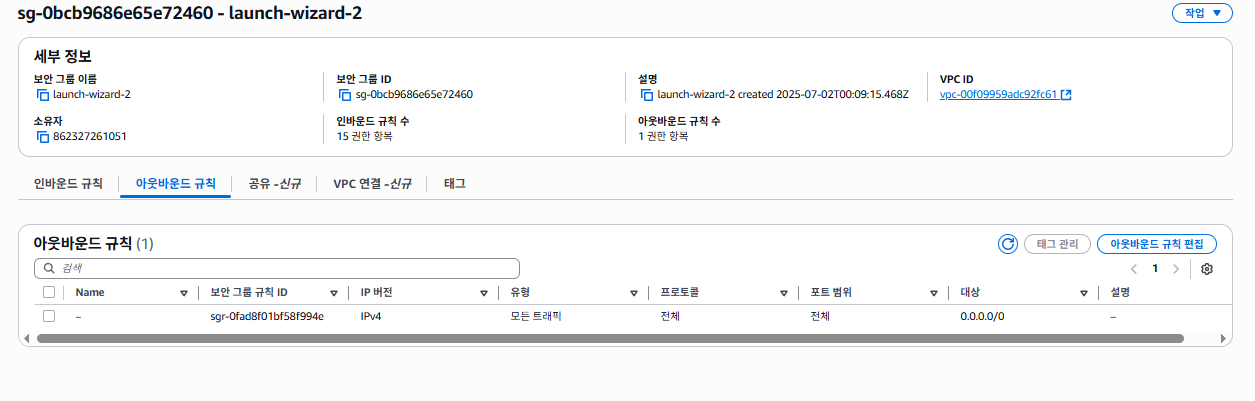 sg-0bcb9686e65e72460 - launch-wizard-2
작업
세부 정보
보안 그룹 이름
launch-wizard-2
보안 그룹 ID
sg-0bcb9686e65e72460
설명
launch-wizard-2 created 2025-07-02T00:09:15.468Z
VPC ID
vpc-00f09959adc92fc61
소유자
862327261051
인바운드 규칙 수
15 권한 항목
아웃바운드 규칙 수
1 권한 항목
인바운드 규칙 아웃바운드 규칙 공유 -신규 VPC 연결 -신규 태그
아웃바운드 규칙 (1)
태그 관리 아웃바운드 규칙 편집
검색
1
Name 보안 그룹 규칙 ID IP 버전 유형 프로토콜 포트 범위 대상 설명
– sgr-0fad8f01bf58f994e IPv4 모든 트래픽 전체 전체 0.0.0.0/0 –